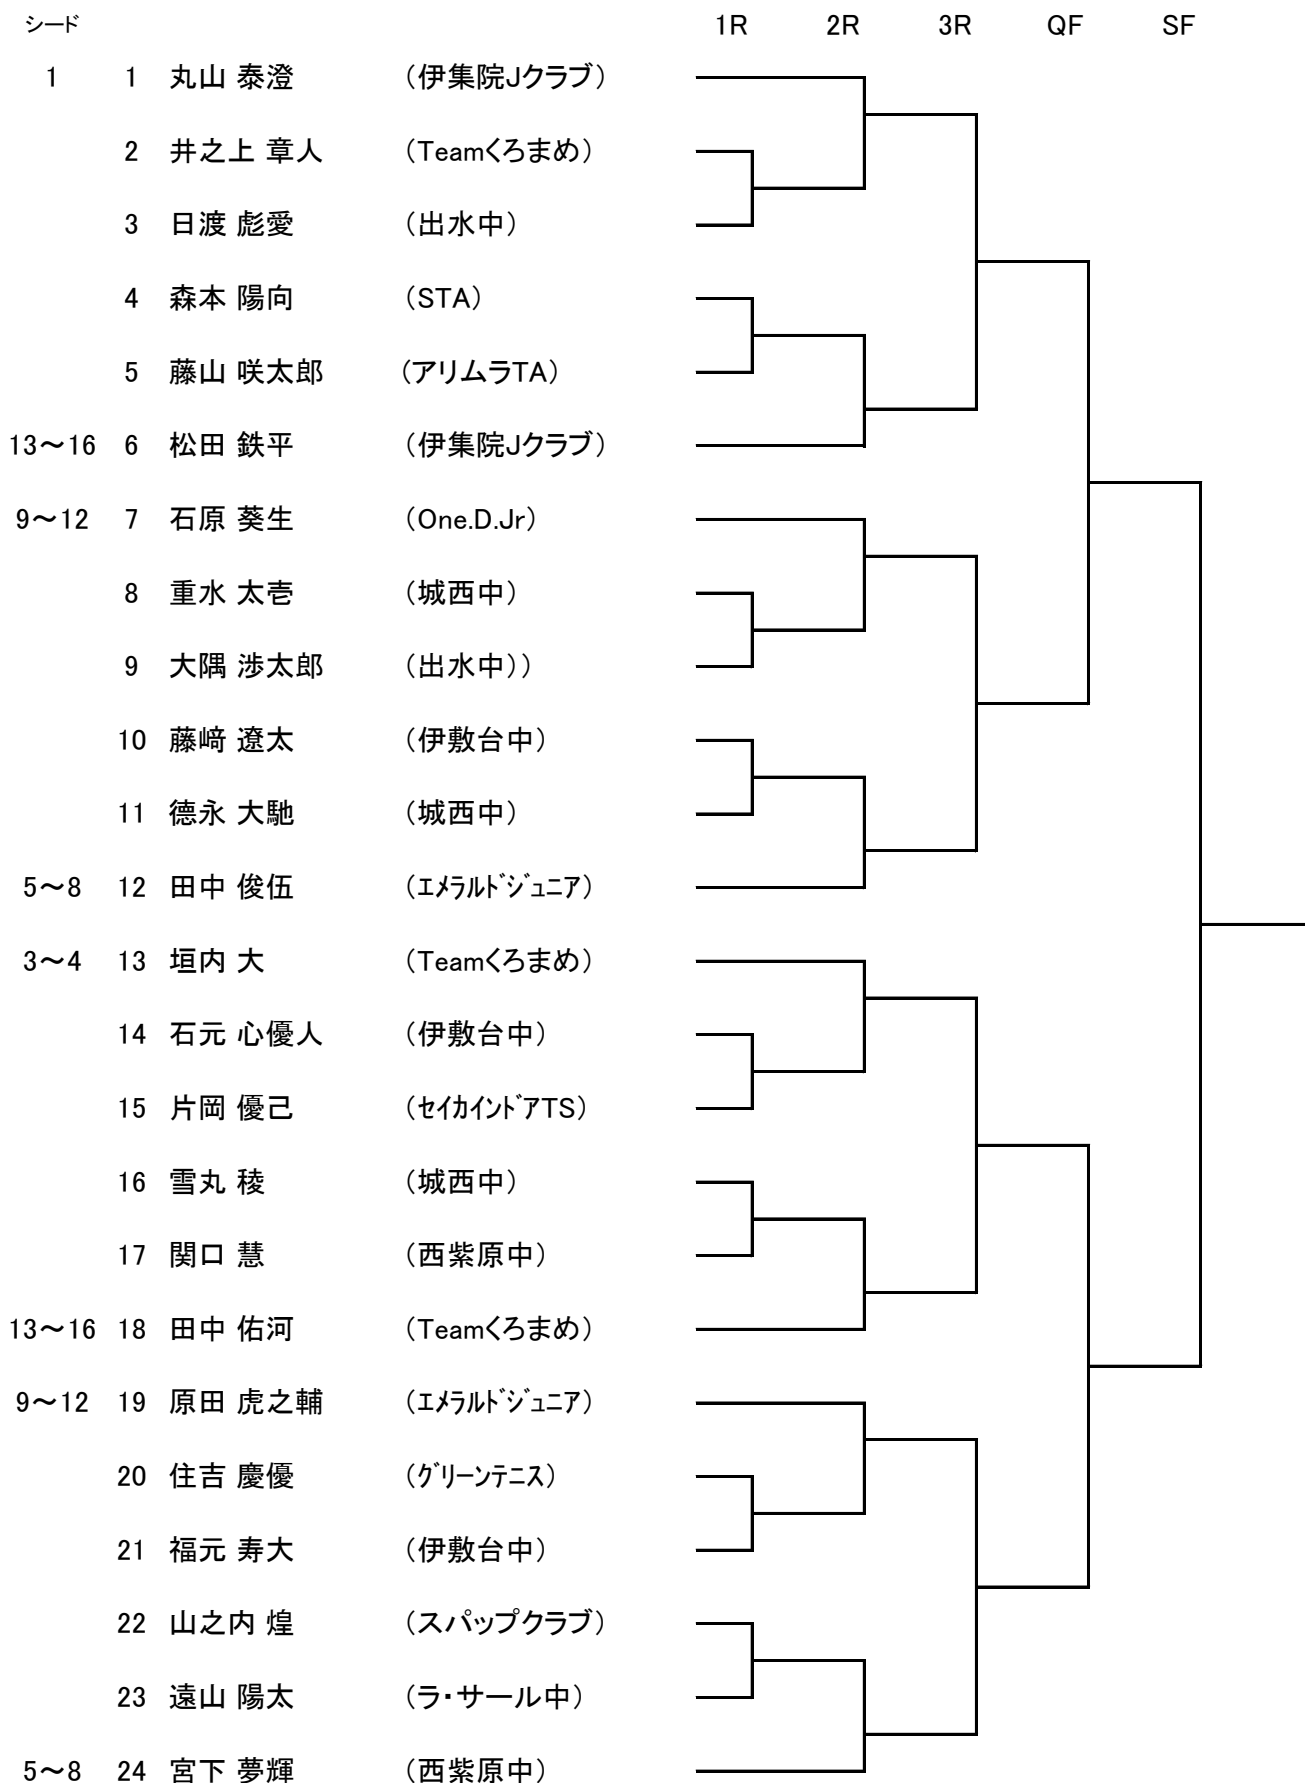 シード 1R 2R 3R QF SF
1 1 丸山 泰澄 (伊集院Jクラブ)
2 井之上 章人 (Teamくろまめ)
3 日渡 彪愛 (出水中)
4 森本 陽向 (STA)
5 藤山 咲太郎 (アリムラTA)
13～16 6 松田 鉄平 (伊集院Jクラブ)
9～12 7 石原 葵生 (One.D.Jr)
8 重水 太壱 (城西中)
9 大隅 渉太郎 (出水中))
10 藤﨑 遼太 (伊敷台中)
11 德永 大馳 (城西中)
5～8 12 田中 俊伍 (ｴﾒﾗﾙﾄﾞｼﾞｭﾆｱ)
3～4 13 垣内 大 (Teamくろまめ)
14 石元 心優人 (伊敷台中)
15 片岡 優己 (ｾｲｶｲﾝﾄﾞｱTS)
16 雪丸 稜 (城西中)
17 関口 慧 (西紫原中)
13～16 18 田中 佑河 (Teamくろまめ)
9～12 19 原田 虎之輔 (ｴﾒﾗﾙﾄﾞｼﾞｭﾆｱ)
20 住吉 慶優 (ｸﾞﾘｰﾝﾃﾆｽ)
21 福元 寿大 (伊敷台中)
22 山之内 煌 (スパップクラブ)
23 遠山 陽太 (ラ・サール中)
5～8 24 宮下 夢輝 (西紫原中)